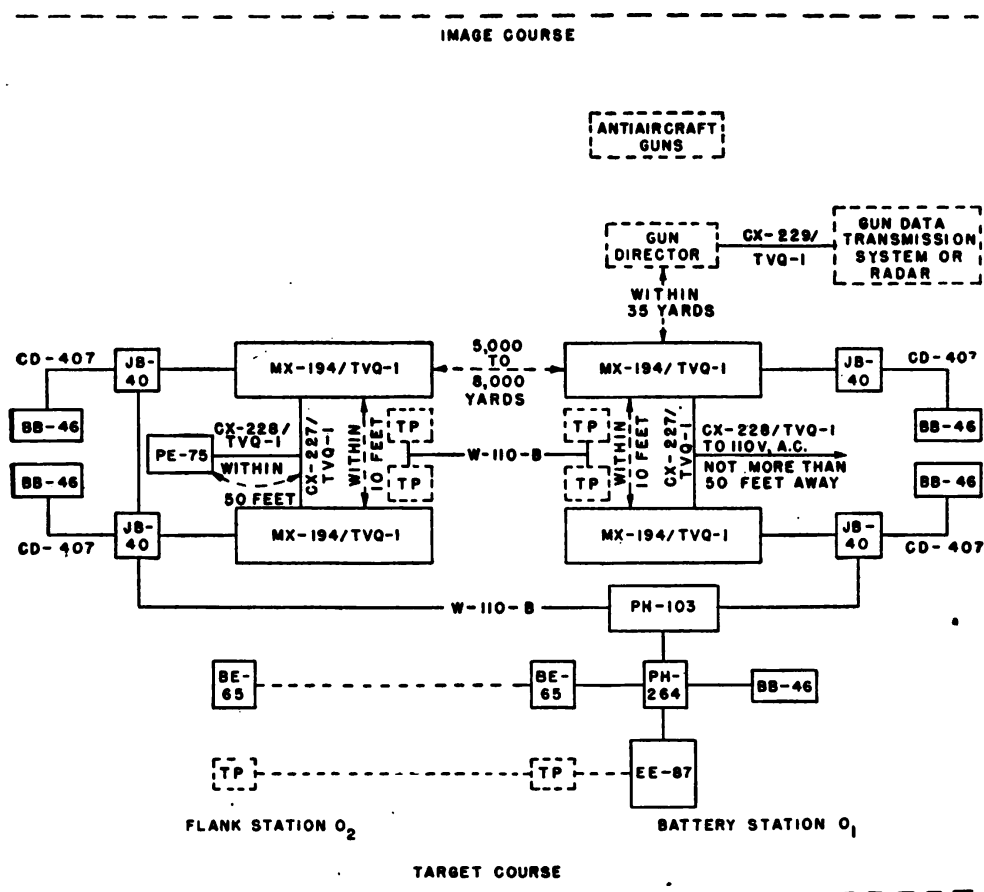 IMAGE COURSE
ANTIAIRCRAFT
GUNS
GUN
DIRECTOR
CX-229/
TVQ-1
GUN DATA
TRANSMISSION
SYSTEM OR
RADAR
WITHIN
35 YARDS
CD-407
JB-
40
MX-194/TVQ-1
5,000
TO
8,000
YARDS
MX-194/TVQ-1
JB-
40
CD-407
BB-46
PE-75
CX-228/
TVQ-1
WITHIN
50 FEET
CX-227/
TVQ-1
WITHIN
10 FEET
TP
TP
W-110-B
TP
TP
WITHIN
10 FEET
CX-227/
TVQ-1
CX-228/TVQ-1
TO 110V, A.C.
NOT MORE THAN
50 FEET AWAY
BB-46
BB-46
BB-46
CD-407
JB-
40
MX-194/TVQ-1
MX-194/TVQ-1
JB-
40
CD-407
W-110-B
PH-103
BE-
65
BE-
65
PH-
264
BB-46
TP
TP
EE-87
FLANK STATION O2
BATTERY STATION O1
TARGET COURSE